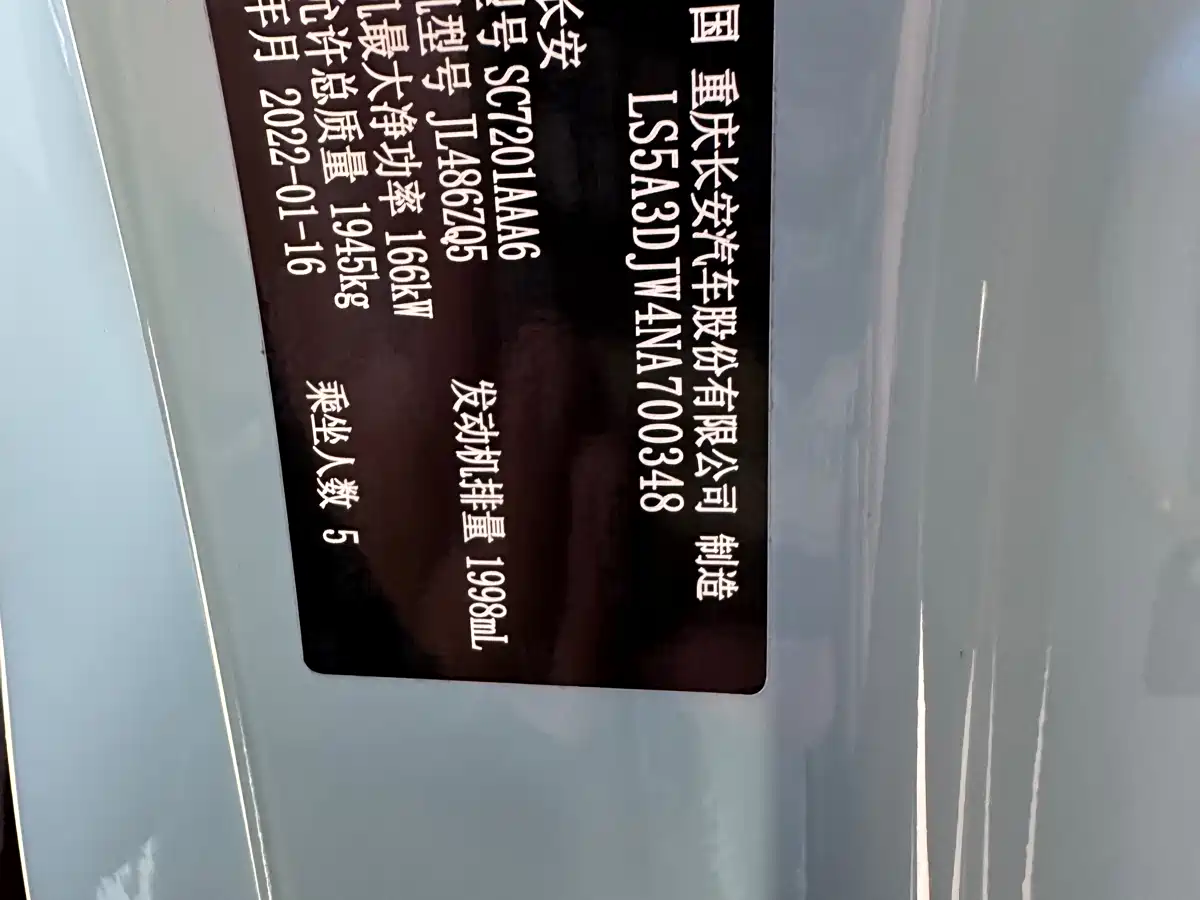 国 重庆长安汽车股份有限公司 制造
LS5A3DJW4NA700348
长安
型号 SC7201AAA6
机型号 JL486ZQ5 发动机排量 1998mL
机最大净功率 166kW
允许总质量 1945kg 乘坐人数 5
年月 2022-01-16